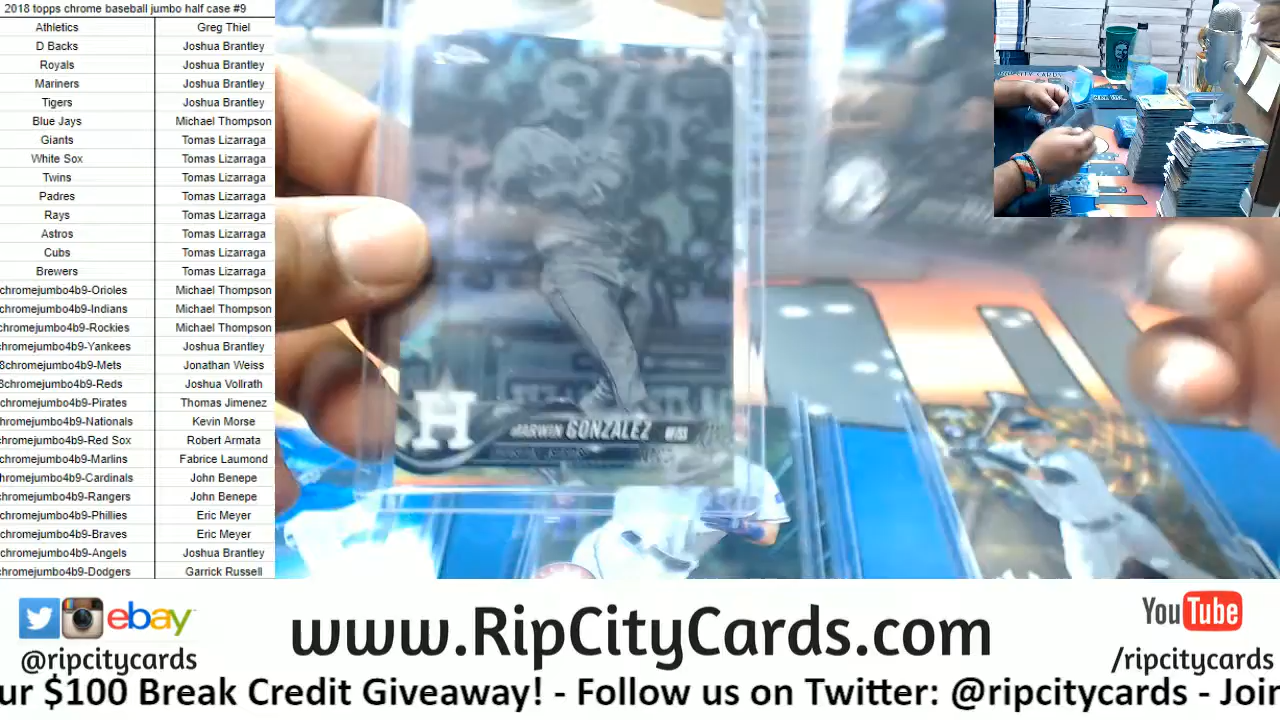 2018 topps chrome baseball jumbo half case #9
Athletics Greg Thiel
D Backs Joshua Brantley
Royals Joshua Brantley
Mariners Joshua Brantley
Tigers Joshua Brantley
Blue Jays Michael Thompson
Giants Tomas Lizarraga
White Sox Tomas Lizarraga
Twins Tomas Lizarraga
Padres Tomas Lizarraga
Rays Tomas Lizarraga
Astros Tomas Lizarraga
Cubs Tomas Lizarraga
Brewers Tomas Lizarraga
chromejumbo4b9-Orioles Michael Thompson
chromejumbo4b9-Indians Michael Thompson
chromejumbo4b9-Rockies Michael Thompson
chromejumbo4b9-Yankees Joshua Brantley
8chromejumbo4b9-Mets Jonathan Weiss
8chromejumbo4b9-Reds Joshua Vollrath
chromejumbo4b9-Pirates Thomas Jimenez
hromejumbo4b9-Nationals Kevin Morse
hromejumbo4b9-Red Sox Robert Armata
chromejumbo4b9-Marlins Fabrice Laumond
hromejumbo4b9-Cardinals John Benepe
chromejumbo4b9-Rangers John Benepe
chromejumbo4b9-Phillies Eric Meyer
chromejumbo4b9-Braves Eric Meyer
chromejumbo4b9-Angels Joshua Brantley
chromejumbo4b9-Dodgers Garrick Russell
H
MARWIN GONZALEZ
ebay
@ripcitycards
www.RipCityCards.com
YouTube
/ripcitycards
ur $100 Break Credit Giveaway! - Follow us on Twitter: @ripcitycards - Join